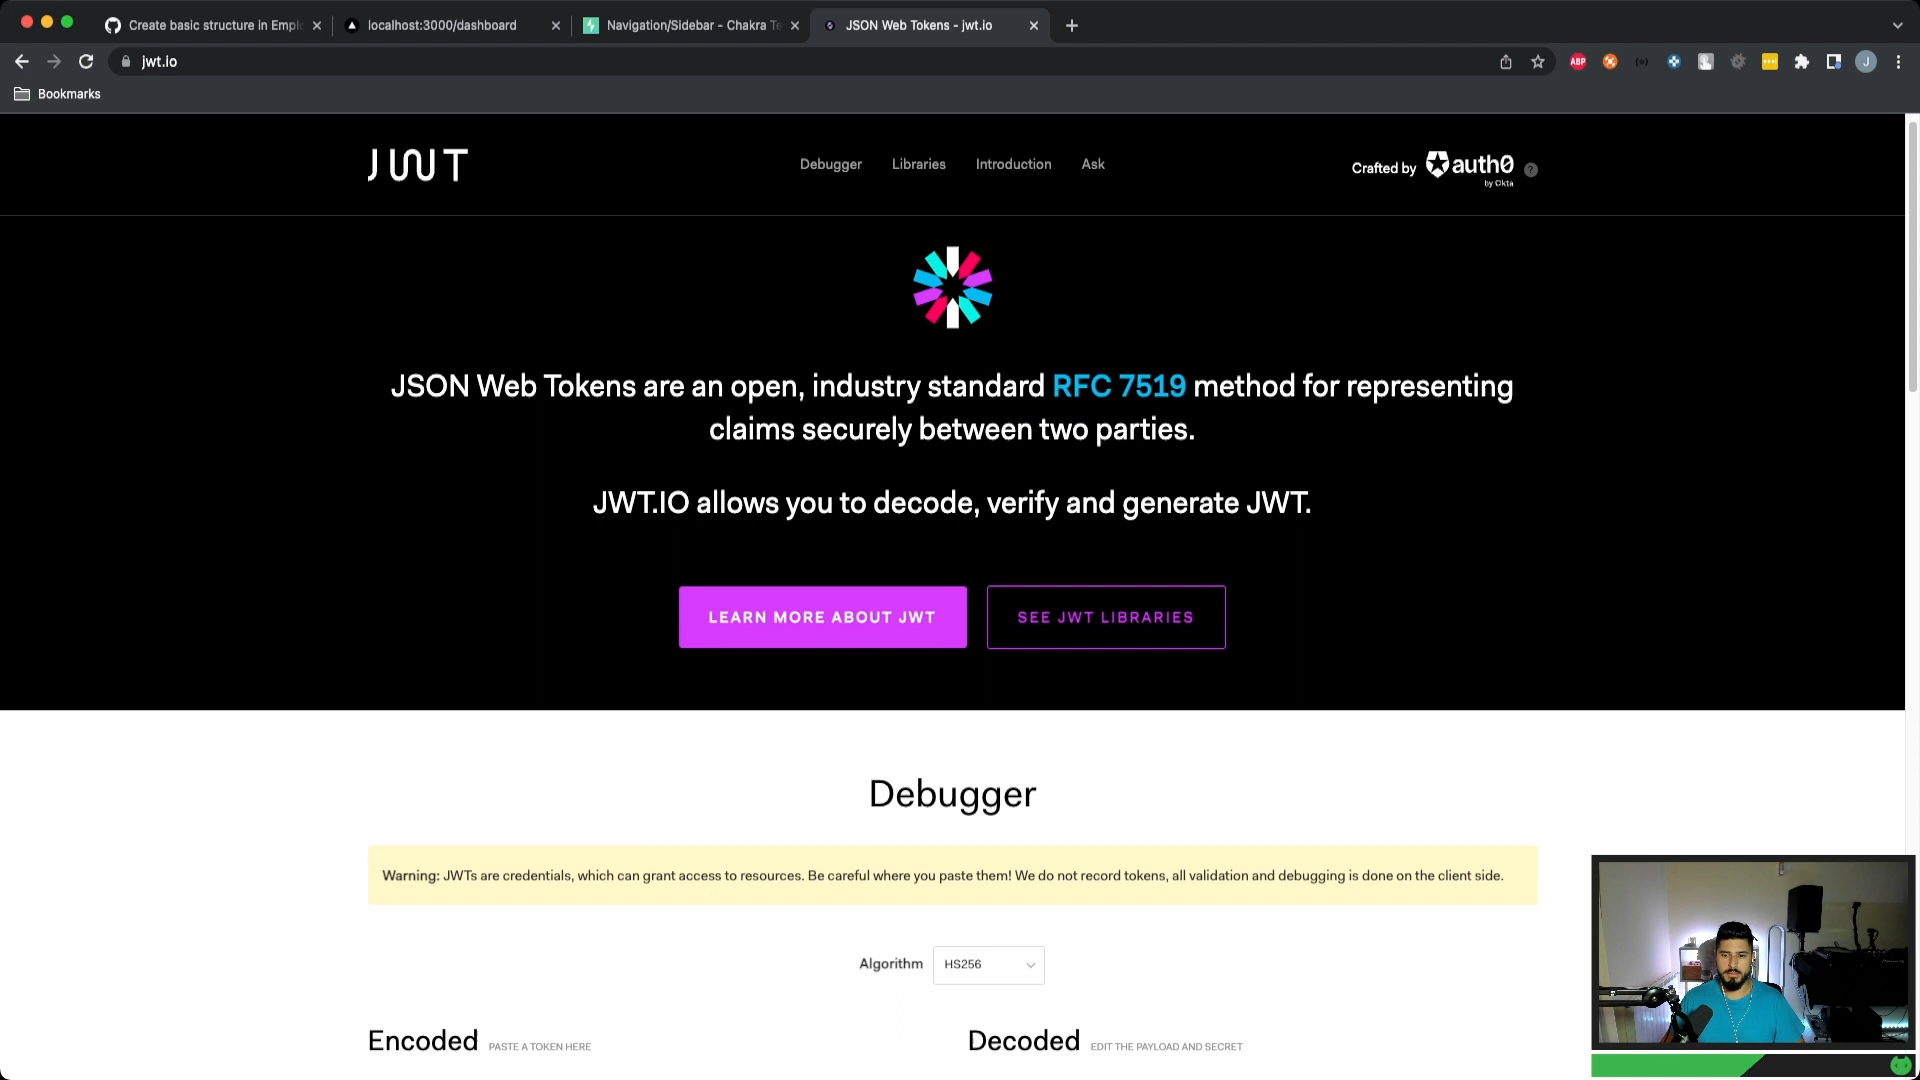 Create basic structure in Emplo
localhost:3000/dashboard
Navigation/Sidebar - Chakra Te
JSON Web Tokens - jwt.io
jwt.io
ABP
J
Bookmarks
JWT
Debugger
Libraries
Introduction
Ask
Crafted by
auth0
by Okta
?
JSON Web Tokens are an open, industry standard RFC 7519 method for representing
claims securely between two parties.
JWT.IO allows you to decode, verify and generate JWT.
LEARN MORE ABOUT JWT
SEE JWT LIBRARIES
Debugger
Warning: JWTs are credentials, which can grant access to resources. Be careful where you paste them! We do not record tokens, all validation and debugging is done on the client side.
Algorithm
HS256
Encoded PASTE A TOKEN HERE
Decoded EDIT THE PAYLOAD AND SECRET